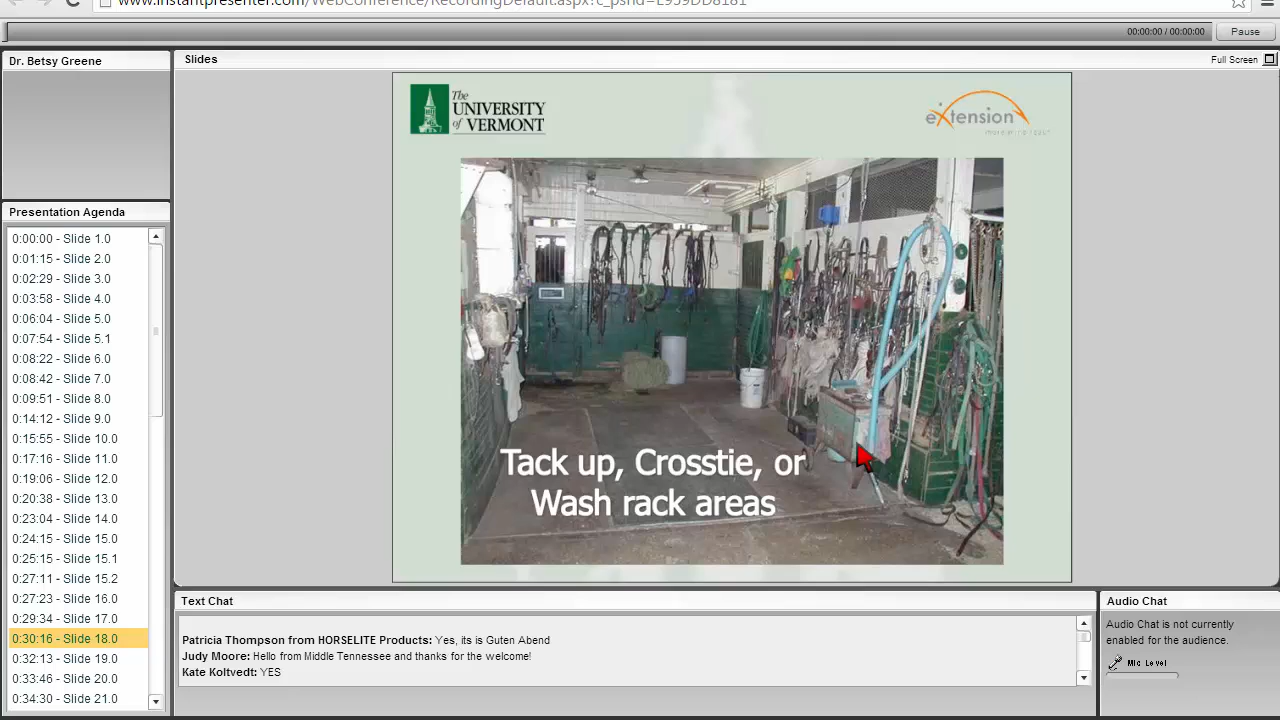 www.instantpresenter.com/WebConference/RecordingDefault.aspx?c_psrid=E959DD8181
00:00:00 / 00:00:00
Pause
Dr. Betsy Greene
Slides
Full Screen
The
UNIVERSITY
of VERMONT
eXtension
Presentation Agenda
0:00:00 - Slide 1.0
0:01:15 - Slide 2.0
0:02:29 - Slide 3.0
0:03:58 - Slide 4.0
0:06:04 - Slide 5.0
0:07:54 - Slide 5.1
0:08:22 - Slide 6.0
0:08:42 - Slide 7.0
0:09:51 - Slide 8.0
0:14:12 - Slide 9.0
0:15:55 - Slide 10.0
0:17:16 - Slide 11.0
0:19:06 - Slide 12.0
0:20:38 - Slide 13.0
0:23:04 - Slide 14.0
0:24:15 - Slide 15.0
0:25:15 - Slide 15.1
0:27:11 - Slide 15.2
0:27:23 - Slide 16.0
0:29:34 - Slide 17.0
0:30:16 - Slide 18.0
0:32:13 - Slide 19.0
0:33:46 - Slide 20.0
0:34:30 - Slide 21.0
Tack up, Crosstie, or
Wash rack areas
Text Chat
Patricia Thompson from HORSELITE Products: Yes, its is Guten Abend
Judy Moore: Hello from Middle Tennessee and thanks for the welcome!
Kate Koltvedt: YES
Audio Chat
Audio Chat is not currently
enabled for the audience.
Mic Level